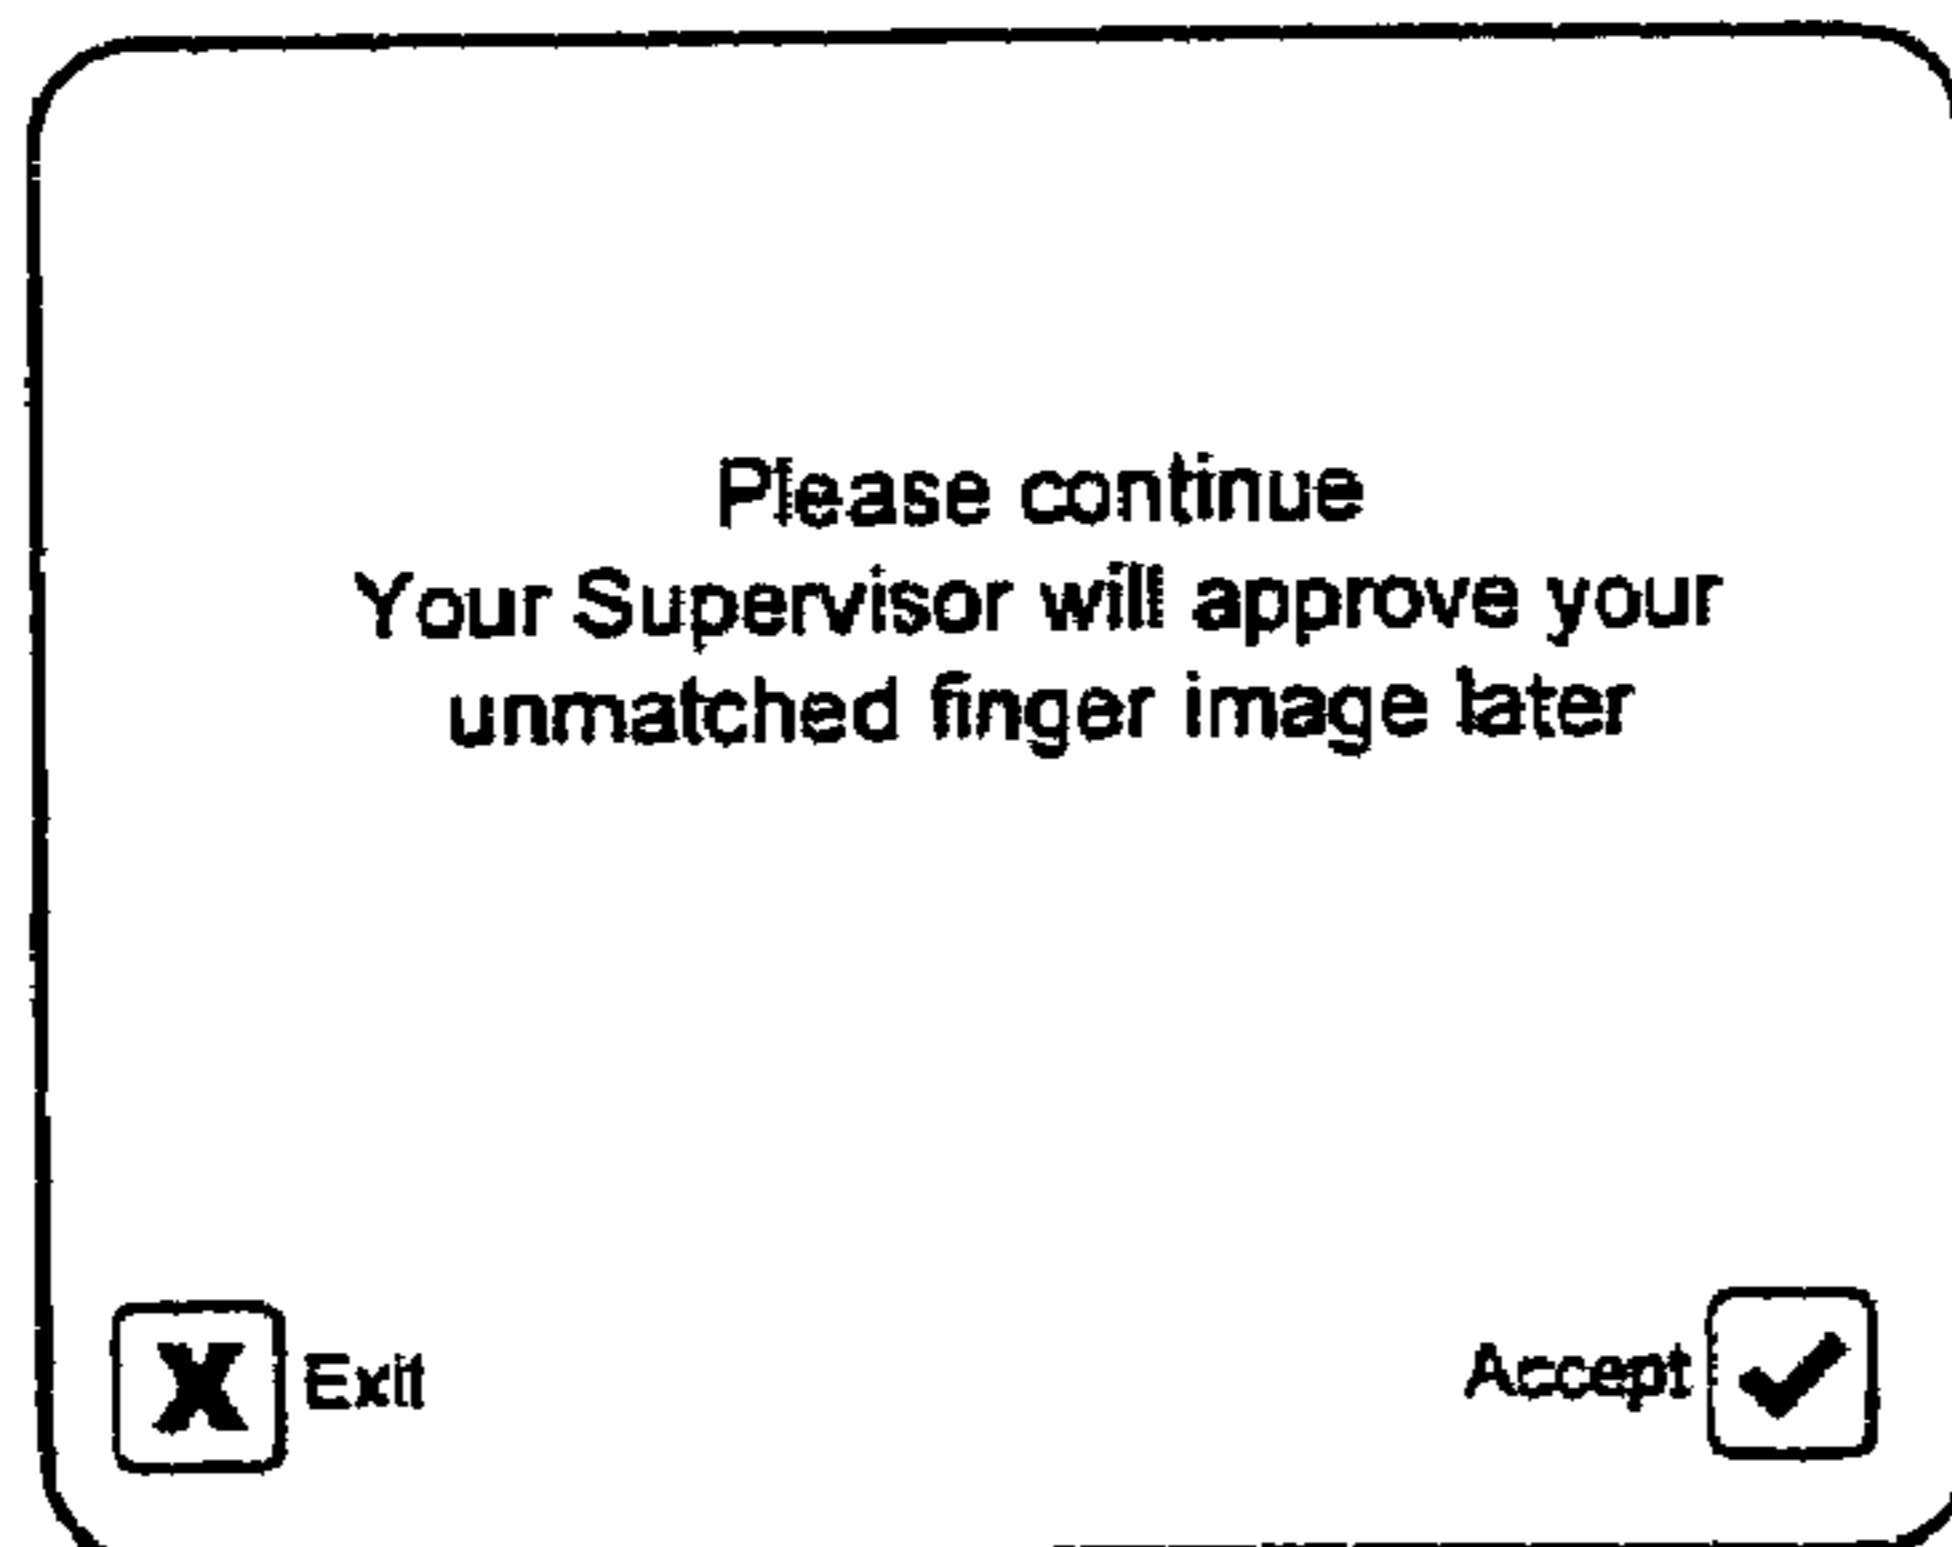 Please continue
Your Supervisor will approve your
unmatched finger image later
X Exit
Accept